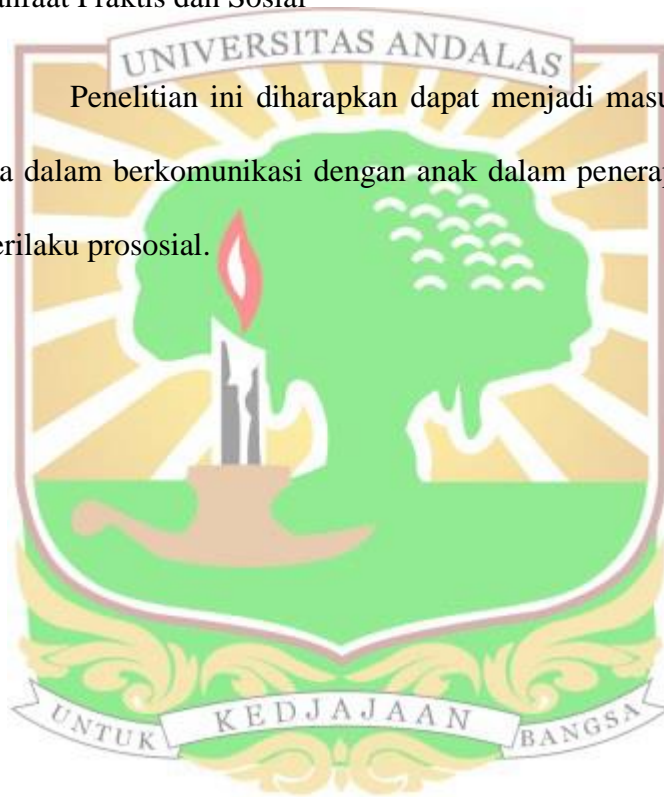 Praktis dan Sosial
UNIVERSITAS ANDALAS
Penelitian ini diharapkan dapat menjadi
dalam berkomunikasi dengan anak dalam
prososial.
UNTUK KEDJAJAAN BANGSA